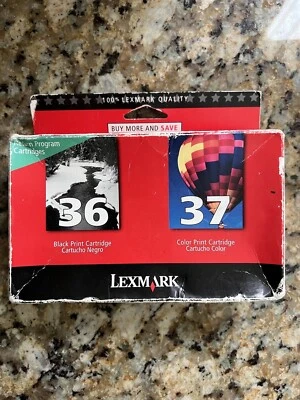 100% LEXMARK QUALITY
BUY MORE AND SAVE
Return Program
Cartridges
36
37
Black Print Cartridge
Cartucho Negro
Color Print Cartridge
Cartucho Color
LEXMARK